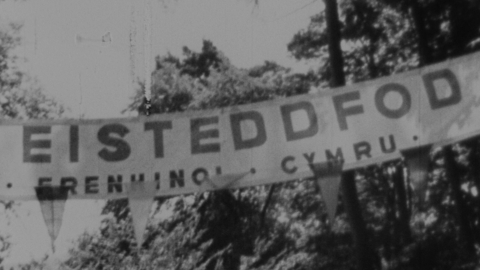 EISTEDDFOD
· FRENHINOL · CYMRU ·